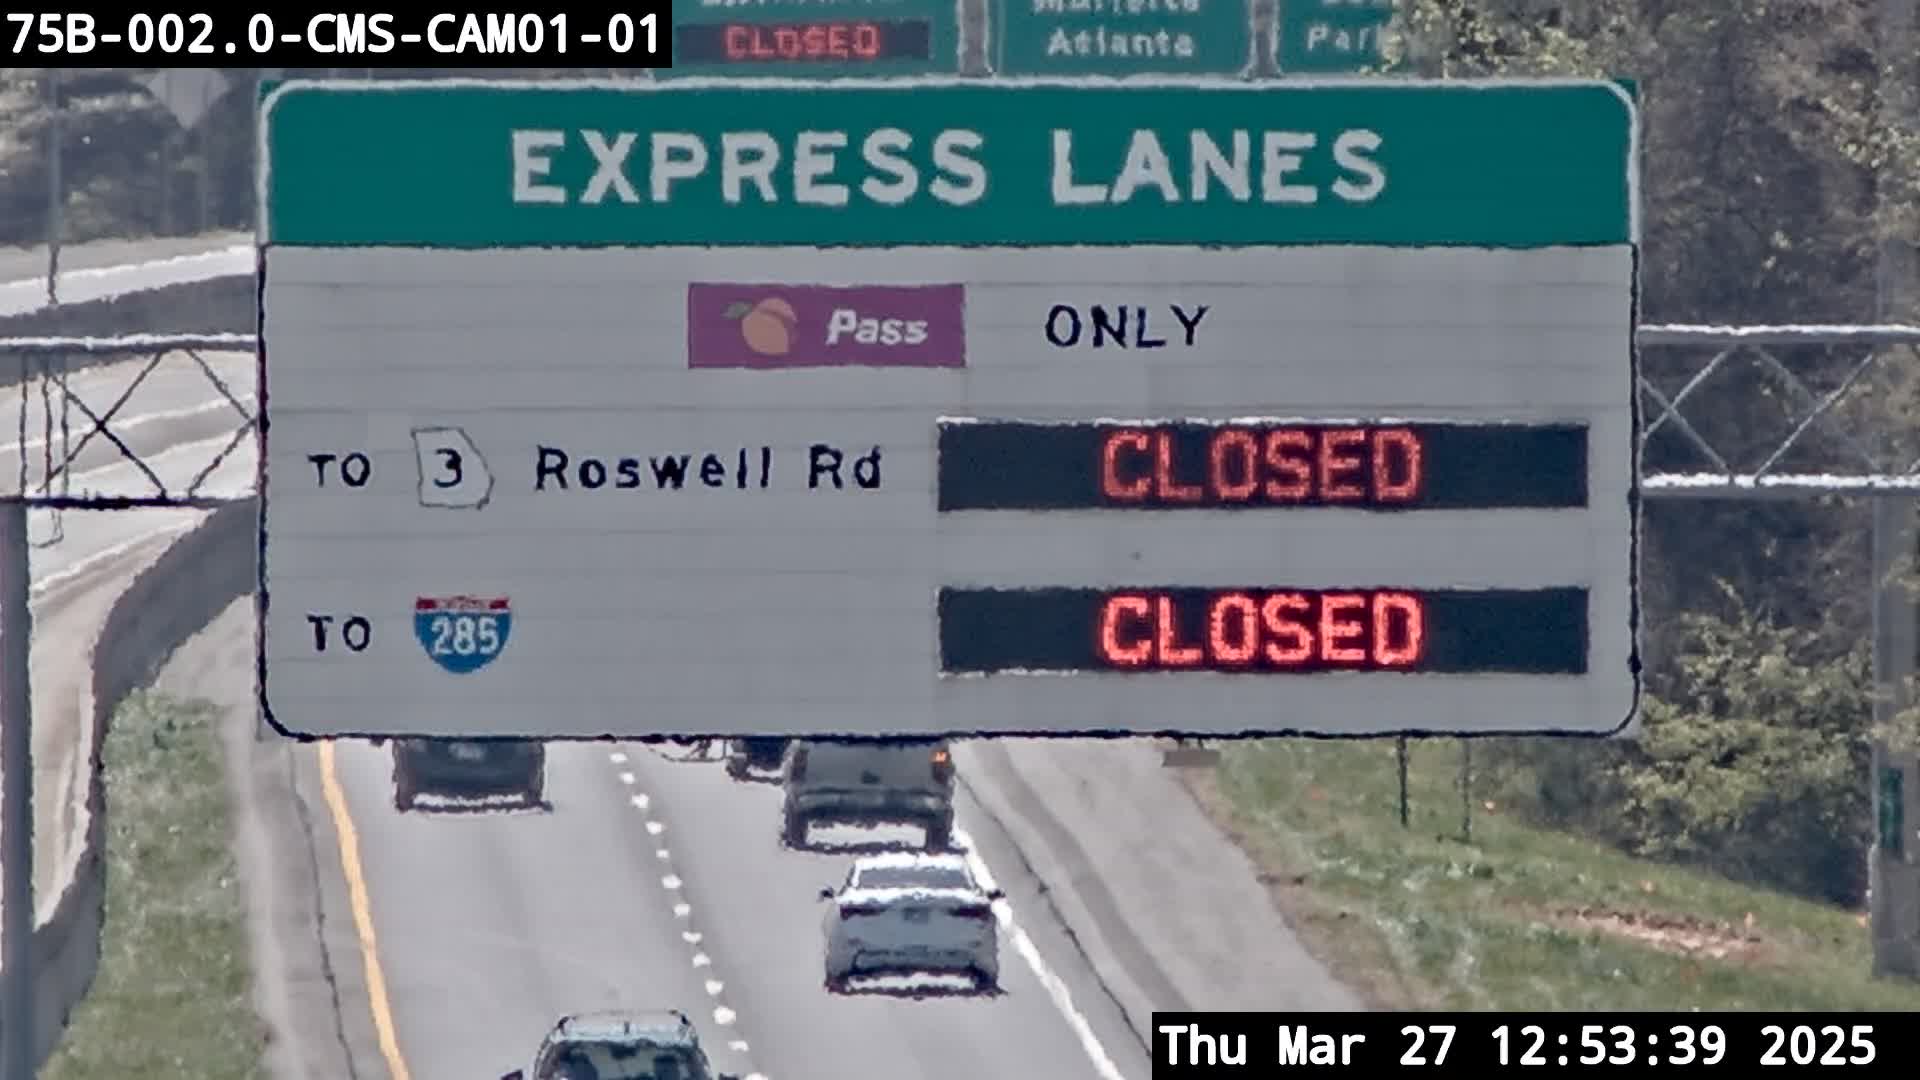 75B-002.0-CMS-CAM01-01
CLOSED
Marietta
Atlanta
EXPRESS LANES
Pass ONLY
TO 3 Roswell Rd CLOSED
TO 285 CLOSED
Thu Mar 27 12:53:39 2025